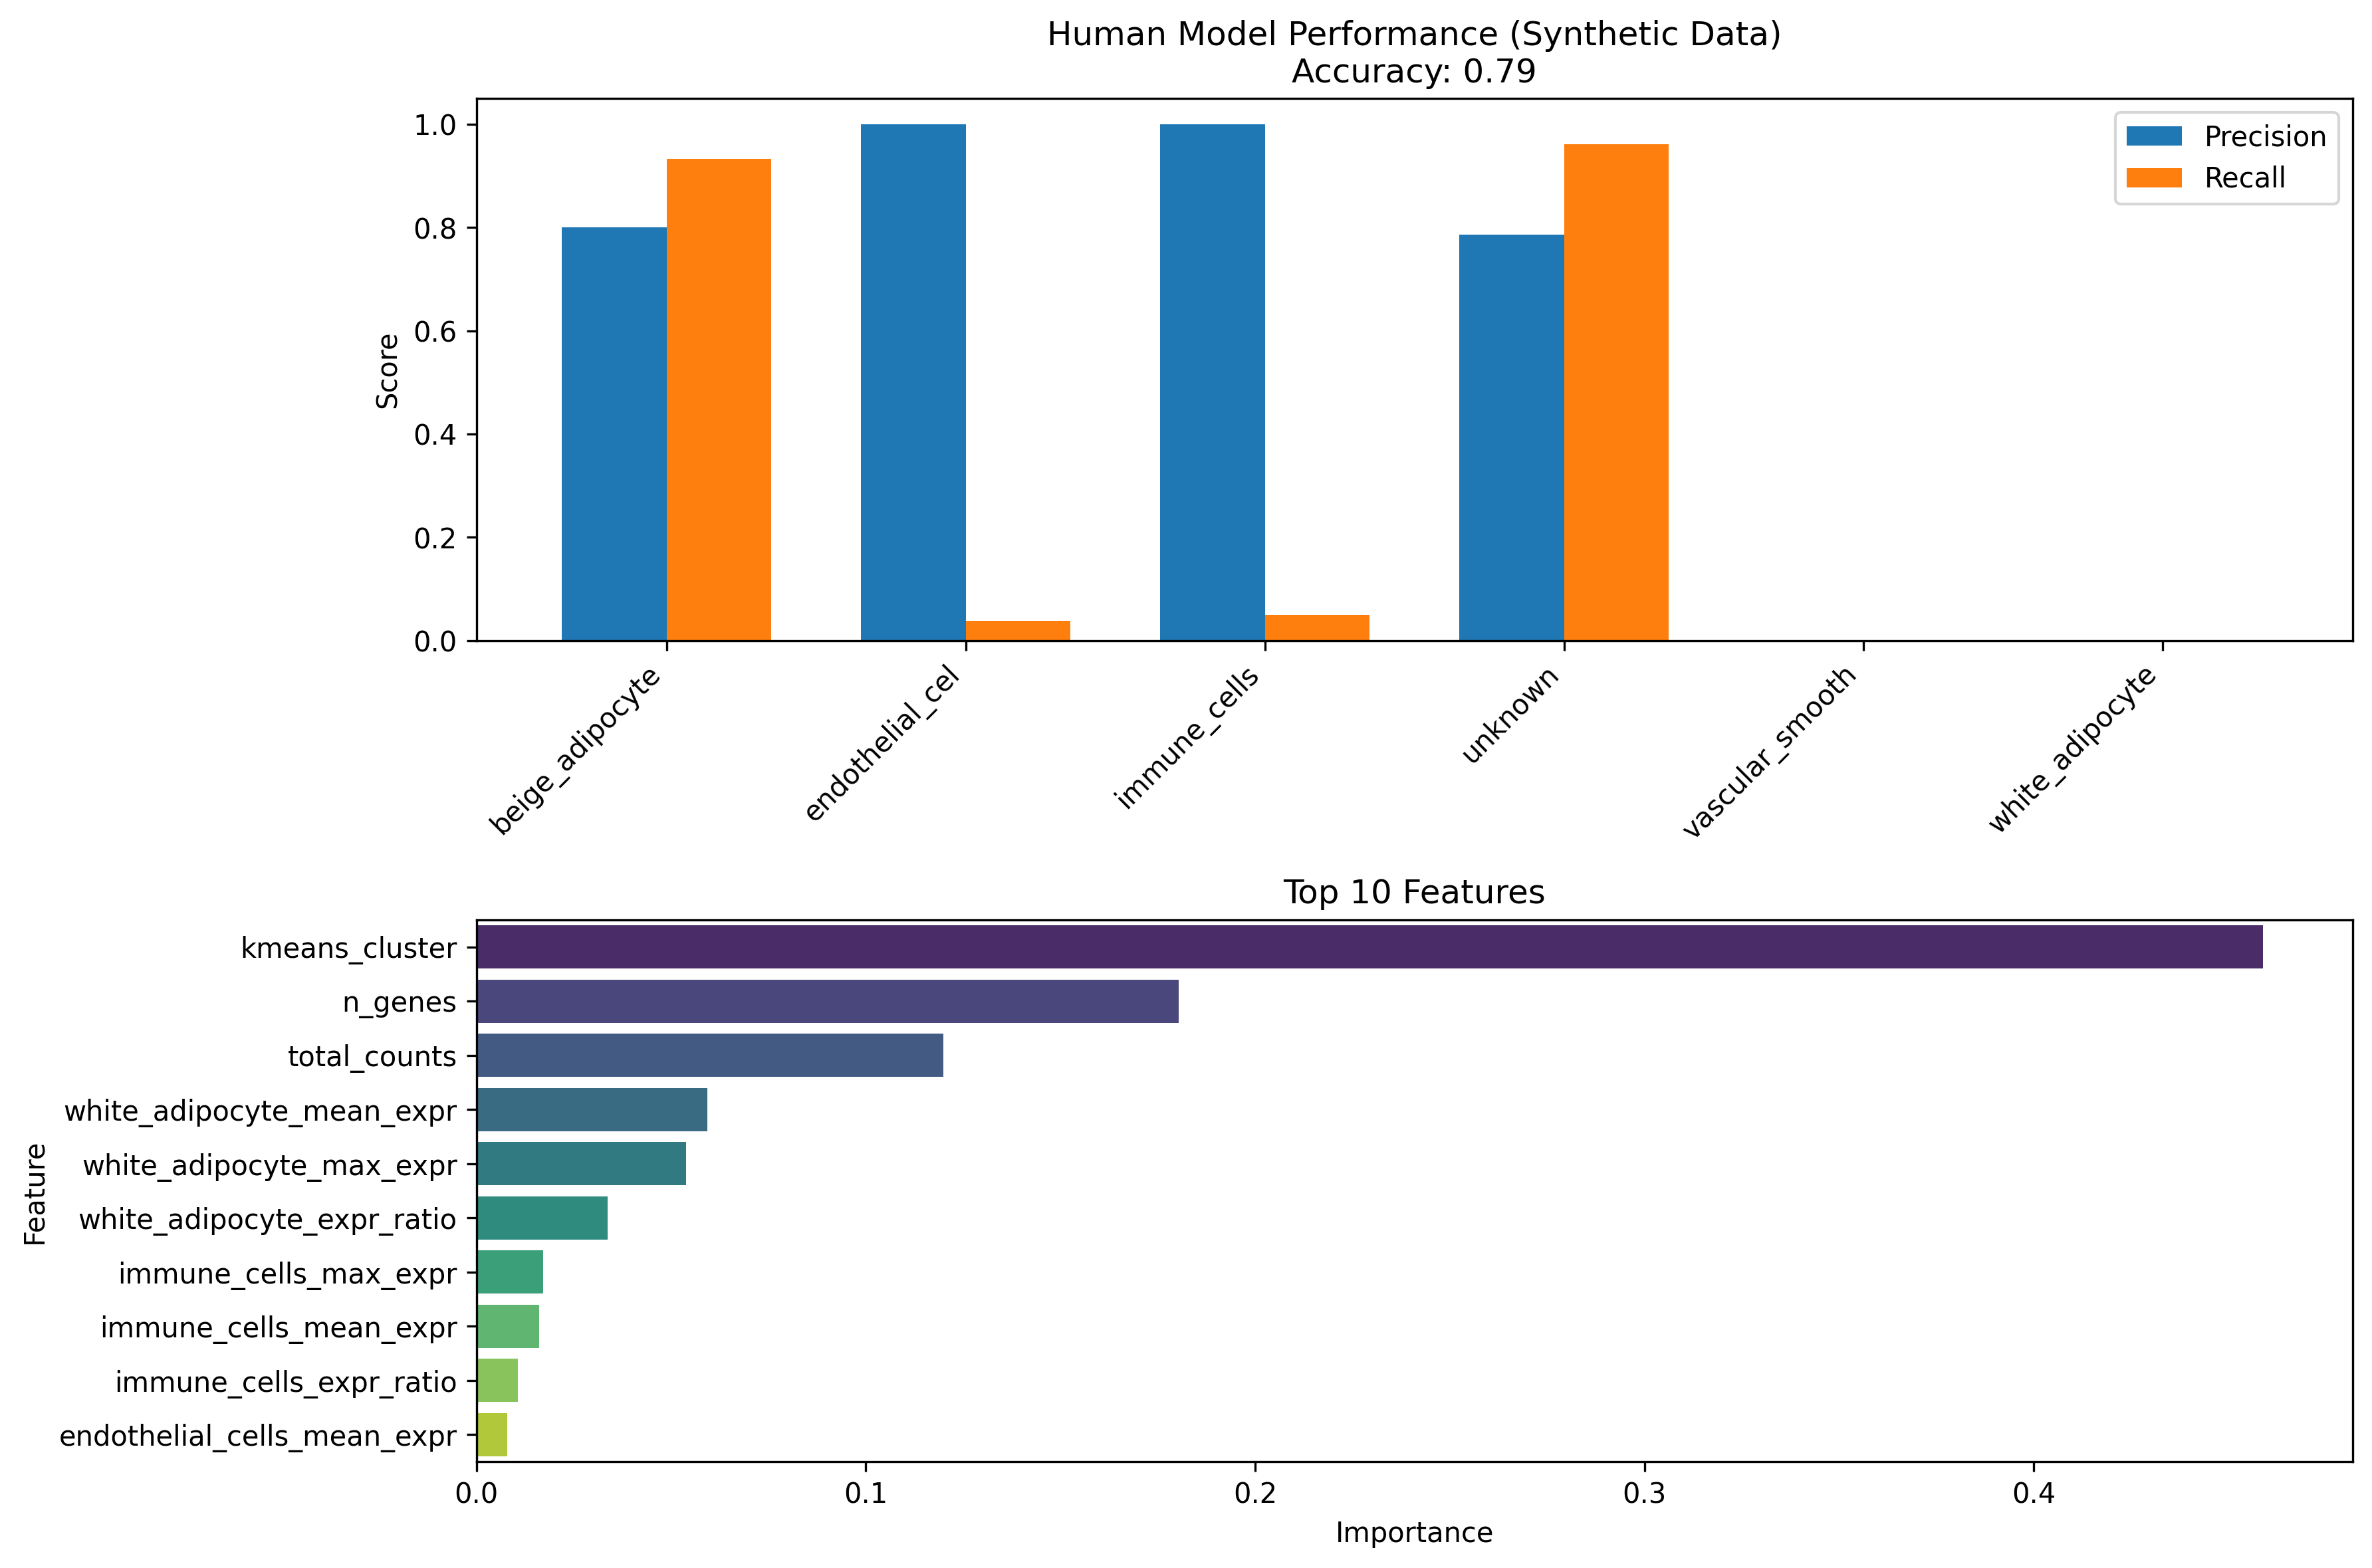 Human Model Performance (Synthetic Data)
Accuracy: 0.79
Precision
Recall
Score
1.0
0.8
0.6
0.4
0.2
0.0
beige_adipocyte
endothelial_cel
immune_cells
unknown
vascular_smooth
white_adipocyte
Top 10 Features
Feature
kmeans_cluster
n_genes
total_counts
white_adipocyte_mean_expr
white_adipocyte_max_expr
white_adipocyte_expr_ratio
immune_cells_max_expr
immune_cells_mean_expr
immune_cells_expr_ratio
endothelial_cells_mean_expr
0.0
0.1
0.2
0.3
0.4
Importance